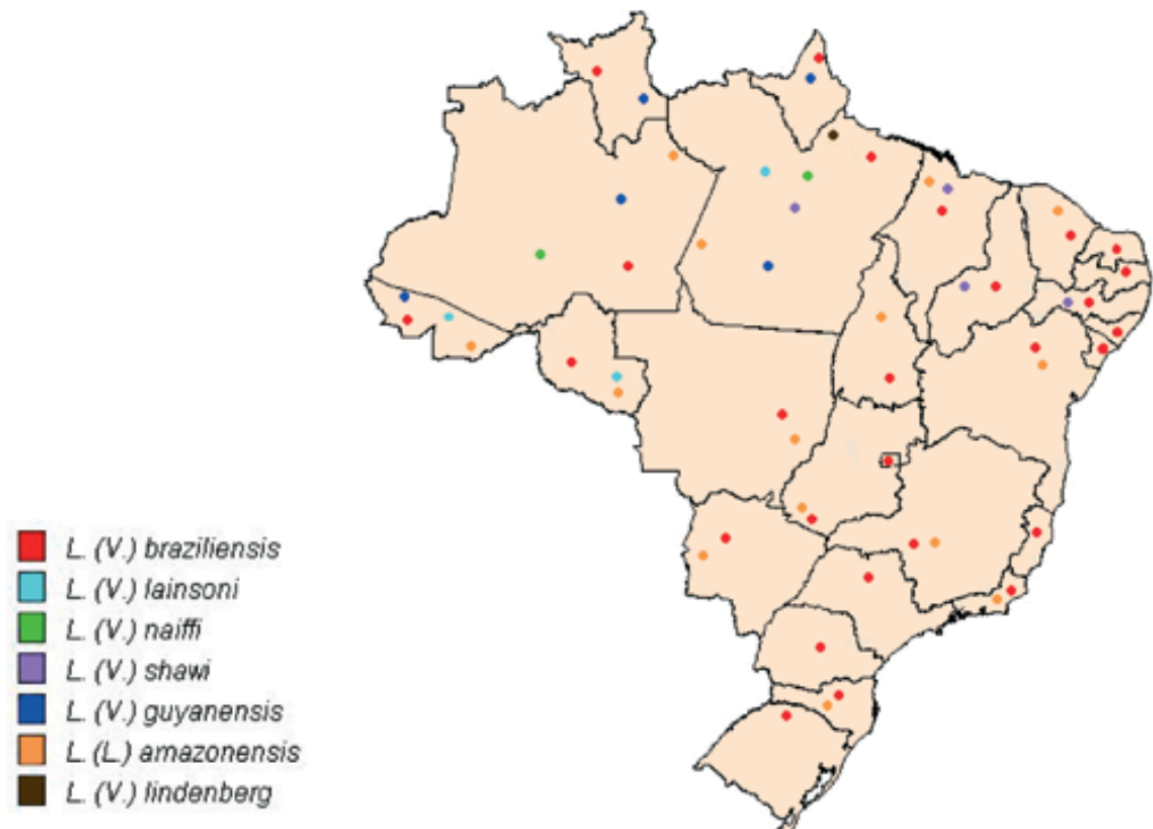 L. (V.) braziliensis
L. (V.) lainsoni
L. (V.) naiffi
L. (V.) shawi
L. (V.) guyanensis
L. (L.) amazonensis
L. (V.) lindenberg